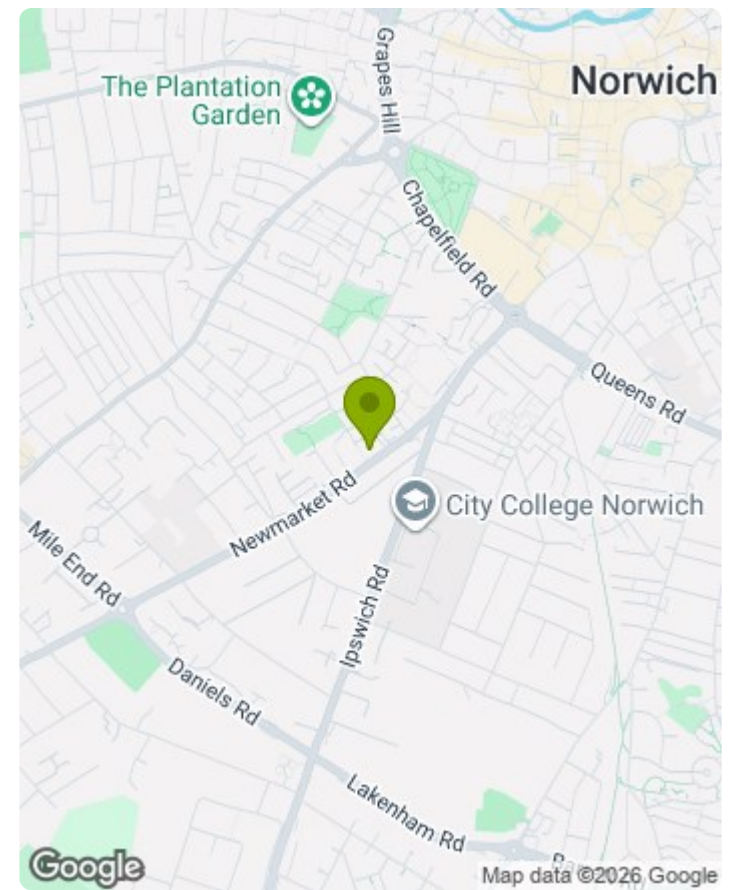 Grapes Hill
Norwich
The Plantation
Garden
Chapelfield Rd
Queens Rd
Newmarket Rd
City College Norwich
Mile End Rd
Ipswich Rd
Daniels Rd
Lakenham Rd
Google
Map data ©2026 Google